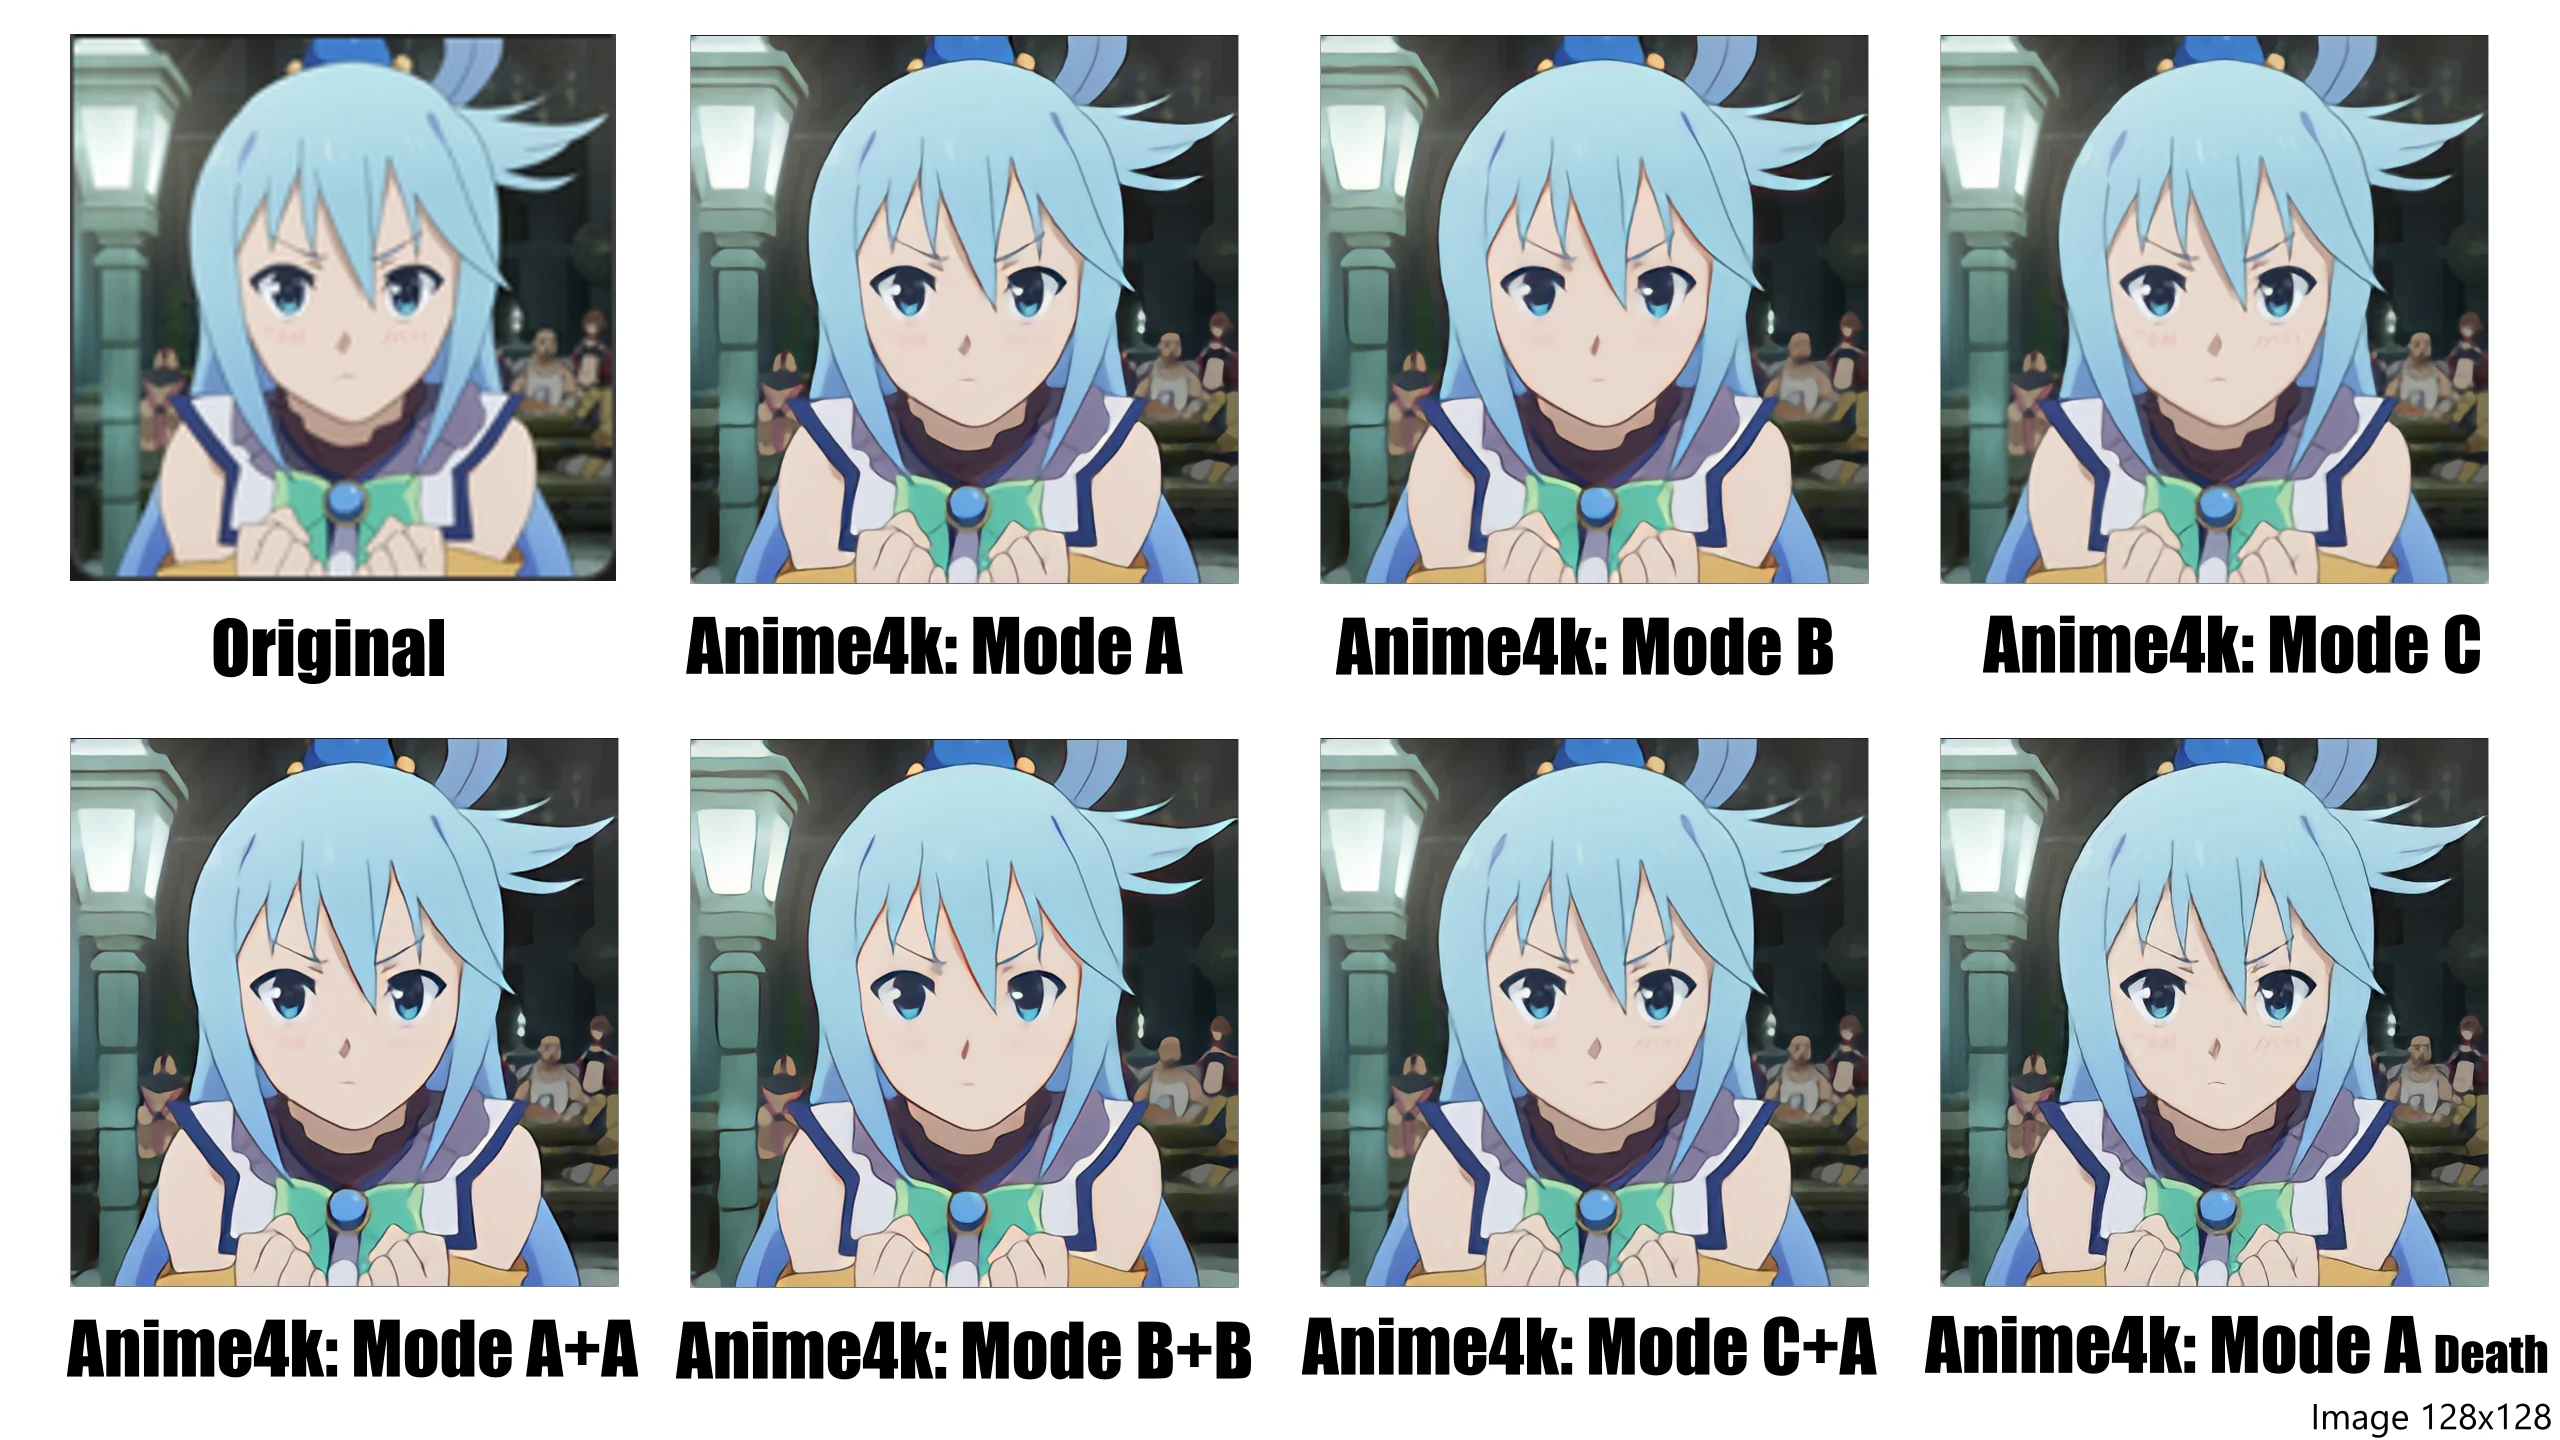 Original
Anime4k: Mode A
Anime4k: Mode B
Anime4k: Mode C
Anime4k: Mode A+A
Anime4k: Mode B+B
Anime4k: Mode C+A
Anime4k: Mode A Death
Image 128x128